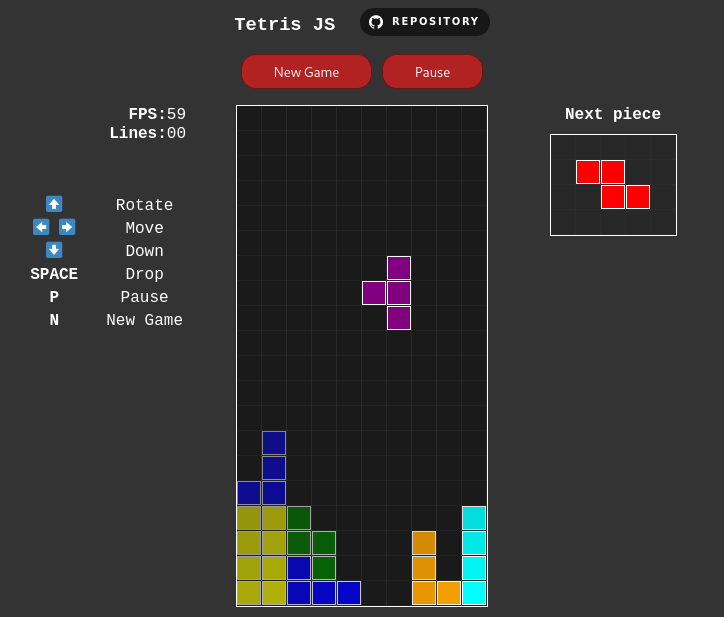 Tetris JS
REPOSITORY
New Game
Pause
FPS:59
Lines:00
Next piece
Rotate
Move
Down
SPACE Drop
P Pause
N New Game